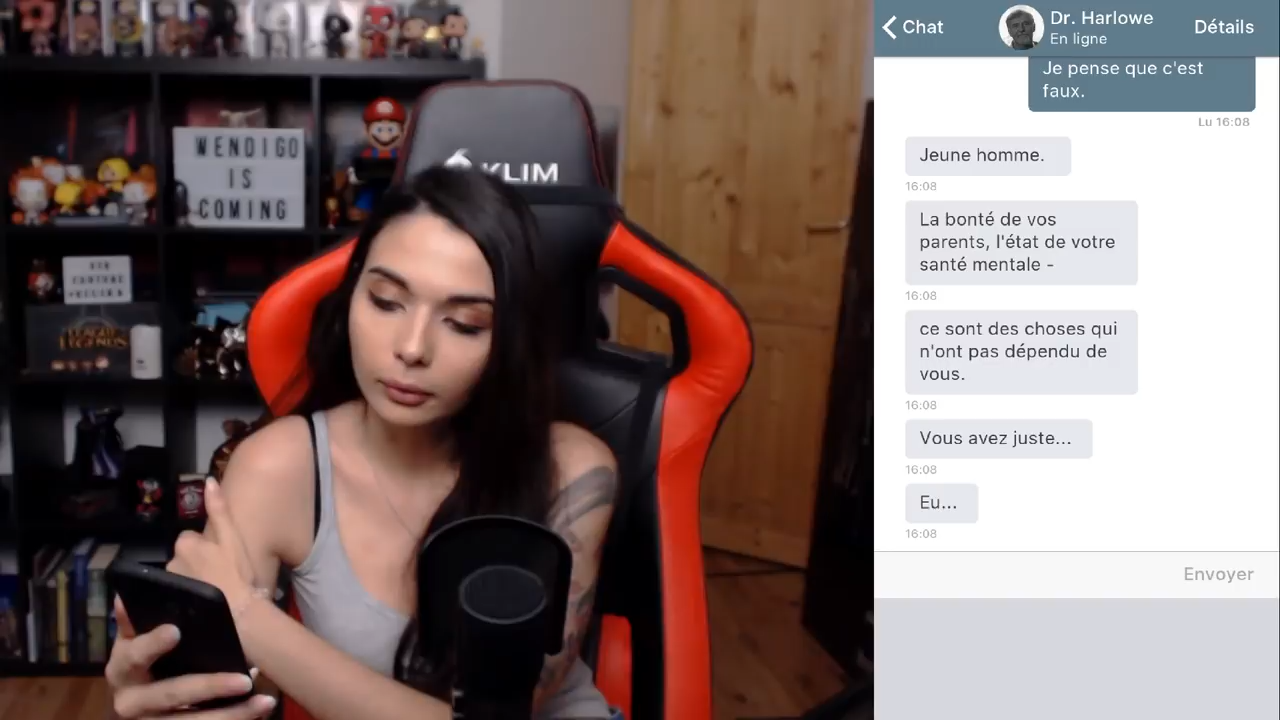 WENDIGO
IS
COMING
KLIM
LEAGUE
LEGENDS
Chat
Dr. Harlowe
En ligne
Détails
Je pense que c'est
faux.
Lu 16:08
Jeune homme.
16:08
La bonté de vos
parents, l'état de votre
santé mentale -
16:08
ce sont des choses qui
n'ont pas dépendu de
vous.
16:08
Vous avez juste...
16:08
Eu...
16:08
Envoyer